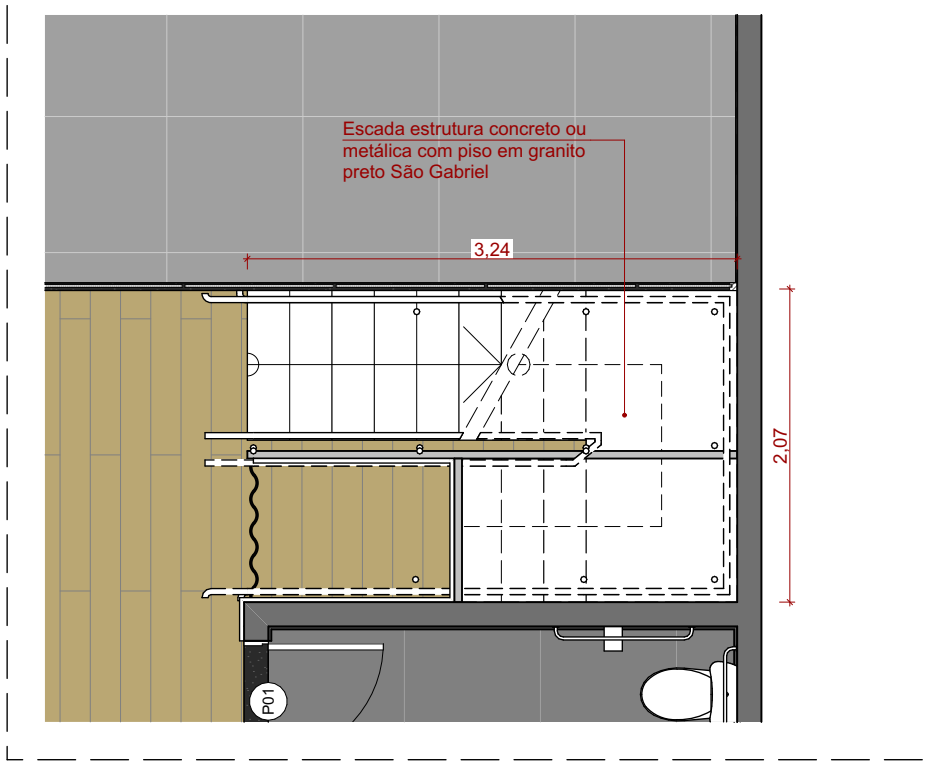 Escada estrutura concreto ou
metálica com piso em granito
preto São Gabriel
3,24
2,07
P01